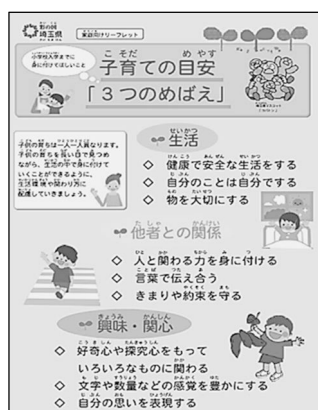 彩の国
埼玉県
家庭向けリーフレット
小学校入学までに
身に付けてほしいこと
子育ての目安
「３つのめばえ」
子供の育ちは一人一人異なります。
子供の育ちを長い目で見つめ
ながら、生活の中で身に付けて
いくことができるように、
生活環境や関わり方に
配慮していきましょう。
生活
◇ 健康で安全な生活をする
◇ 自分のことは自分でする
◇ 物を大切にする
他者との関係
◇ 人と関わる力を身に付ける
◇ 言葉で伝え合う
◇ きまりや約束を守る
興味・関心
◇ 好奇心や探究心をもって
いろいろなものに関わる
◇ 文字や数量などの感覚を豊かにする
◇ 自分の思いを表現する